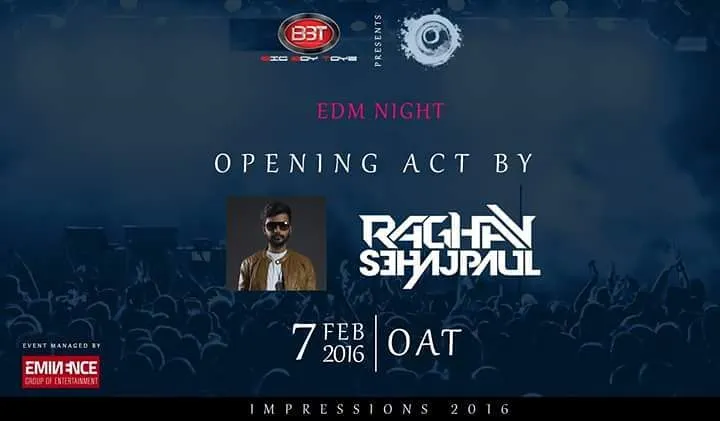 BBT
BIG BOY TOYZ
PRESENTS
EDM NIGHT
OPENING ACT BY
RAGHAV
SEHAJPAUL
7 FEB 2016 | OAT
EVENT MANAGED BY
EMINENCE
GROUP OF ENTERTAINMENT
IMPRESSIONS 2016